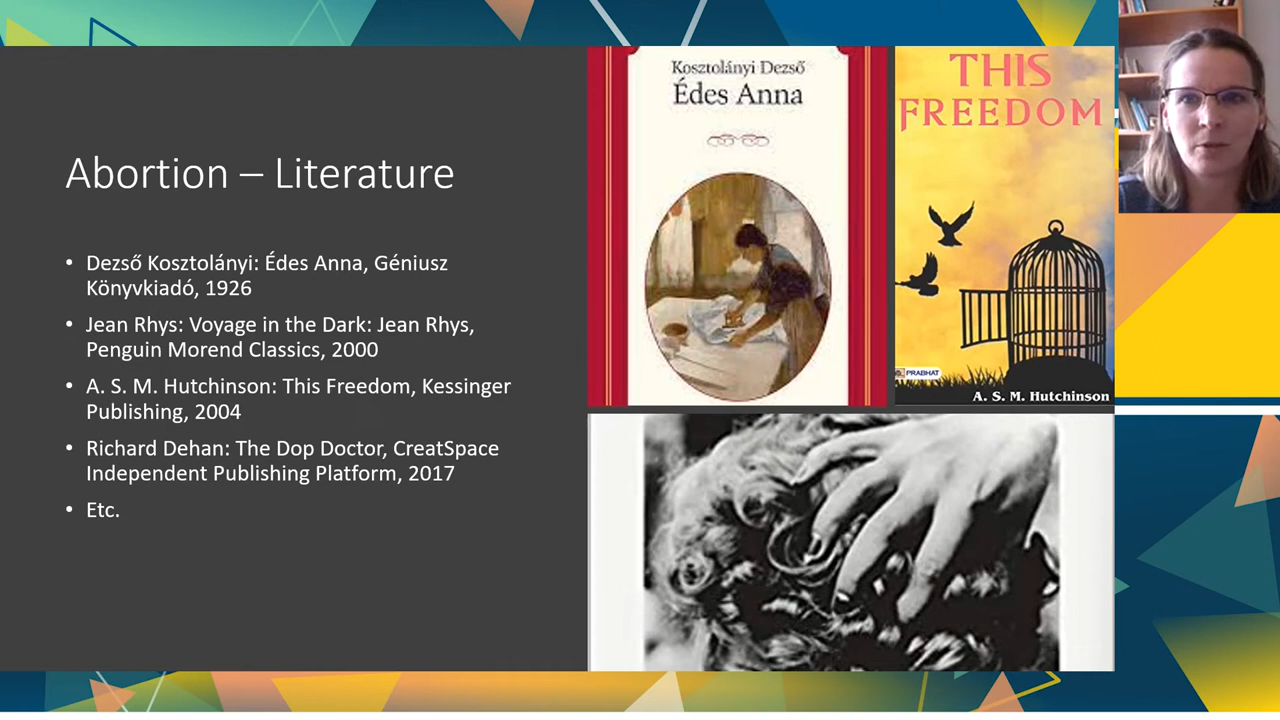 Abortion – Literature
• Dezső Kosztolányi: Édes Anna, Géniusz
Könyvkiadó, 1926
• Jean Rhys: Voyage in the Dark: Jean Rhys,
Penguin Morend Classics, 2000
• A. S. M. Hutchinson: This Freedom, Kessinger
Publishing, 2004
• Richard Dehan: The Dop Doctor, CreatSpace
Independent Publishing Platform, 2017
• Etc.
Kosztolányi Dezső
Édes Anna
THIS
FREEDOM
PRABHAT
A. S. M. Hutchinson